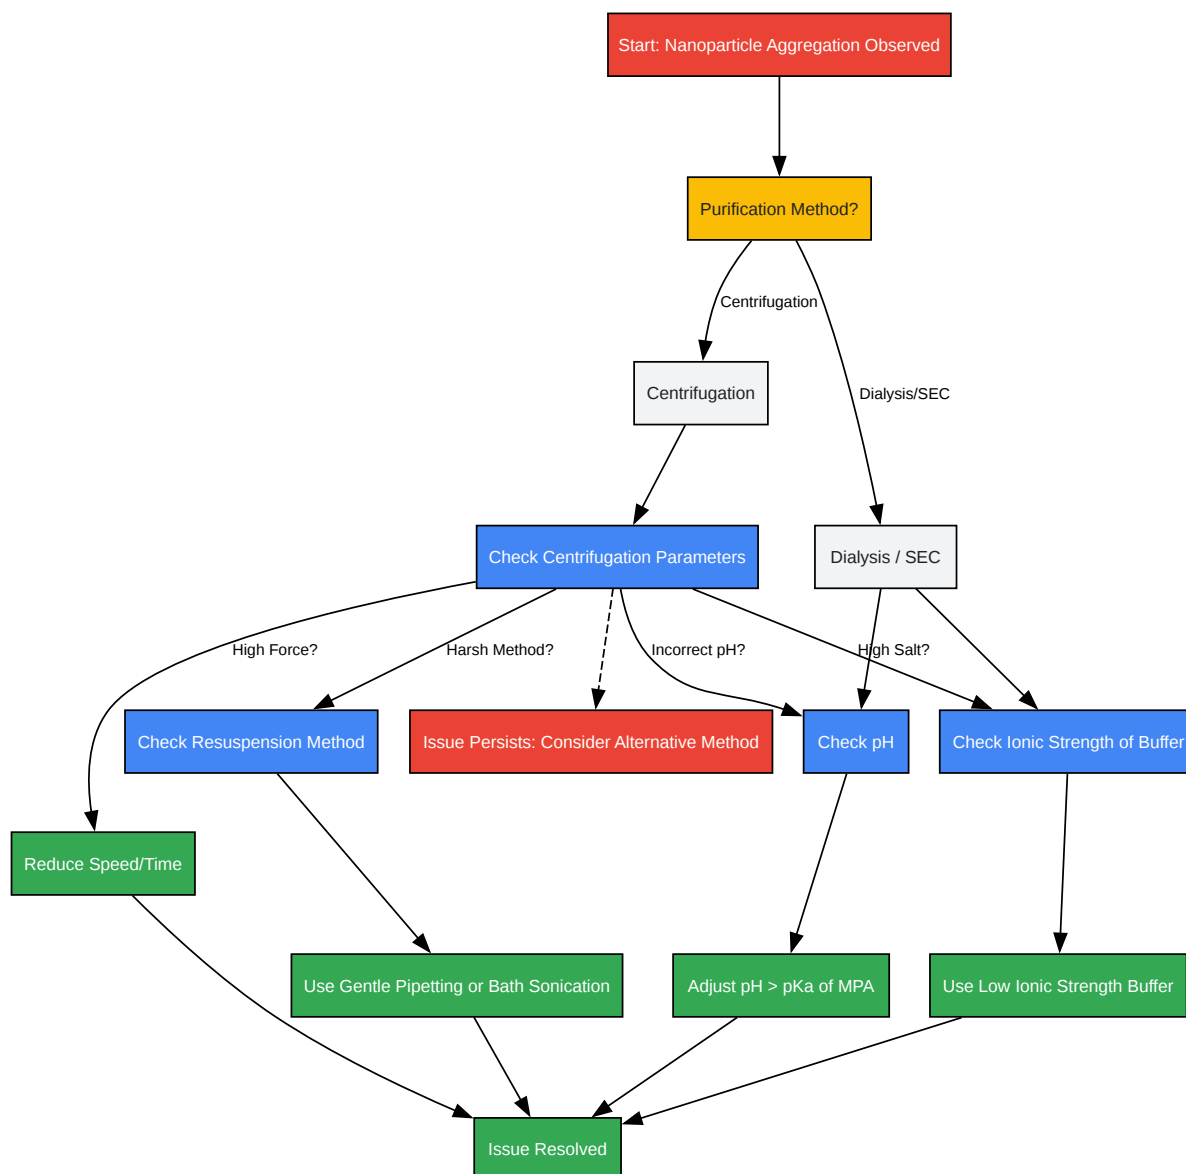 Start: Nanoparticle Aggregation Observed
Purification Method?
Centrifugation
Centrifugation
Dialysis/SEC
Check Centrifugation Parameters
Dialysis / SEC
High Force?
Harsh Method?
Incorrect pH?
High Salt?
Check Resuspension Method
Issue Persists: Consider Alternative Method
Check pH
Check Ionic Strength of Buffer
Reduce Speed/Time
Use Gentle Pipetting or Bath Sonication
Adjust pH > pKa of MPA
Use Low Ionic Strength Buffer
Issue Resolved